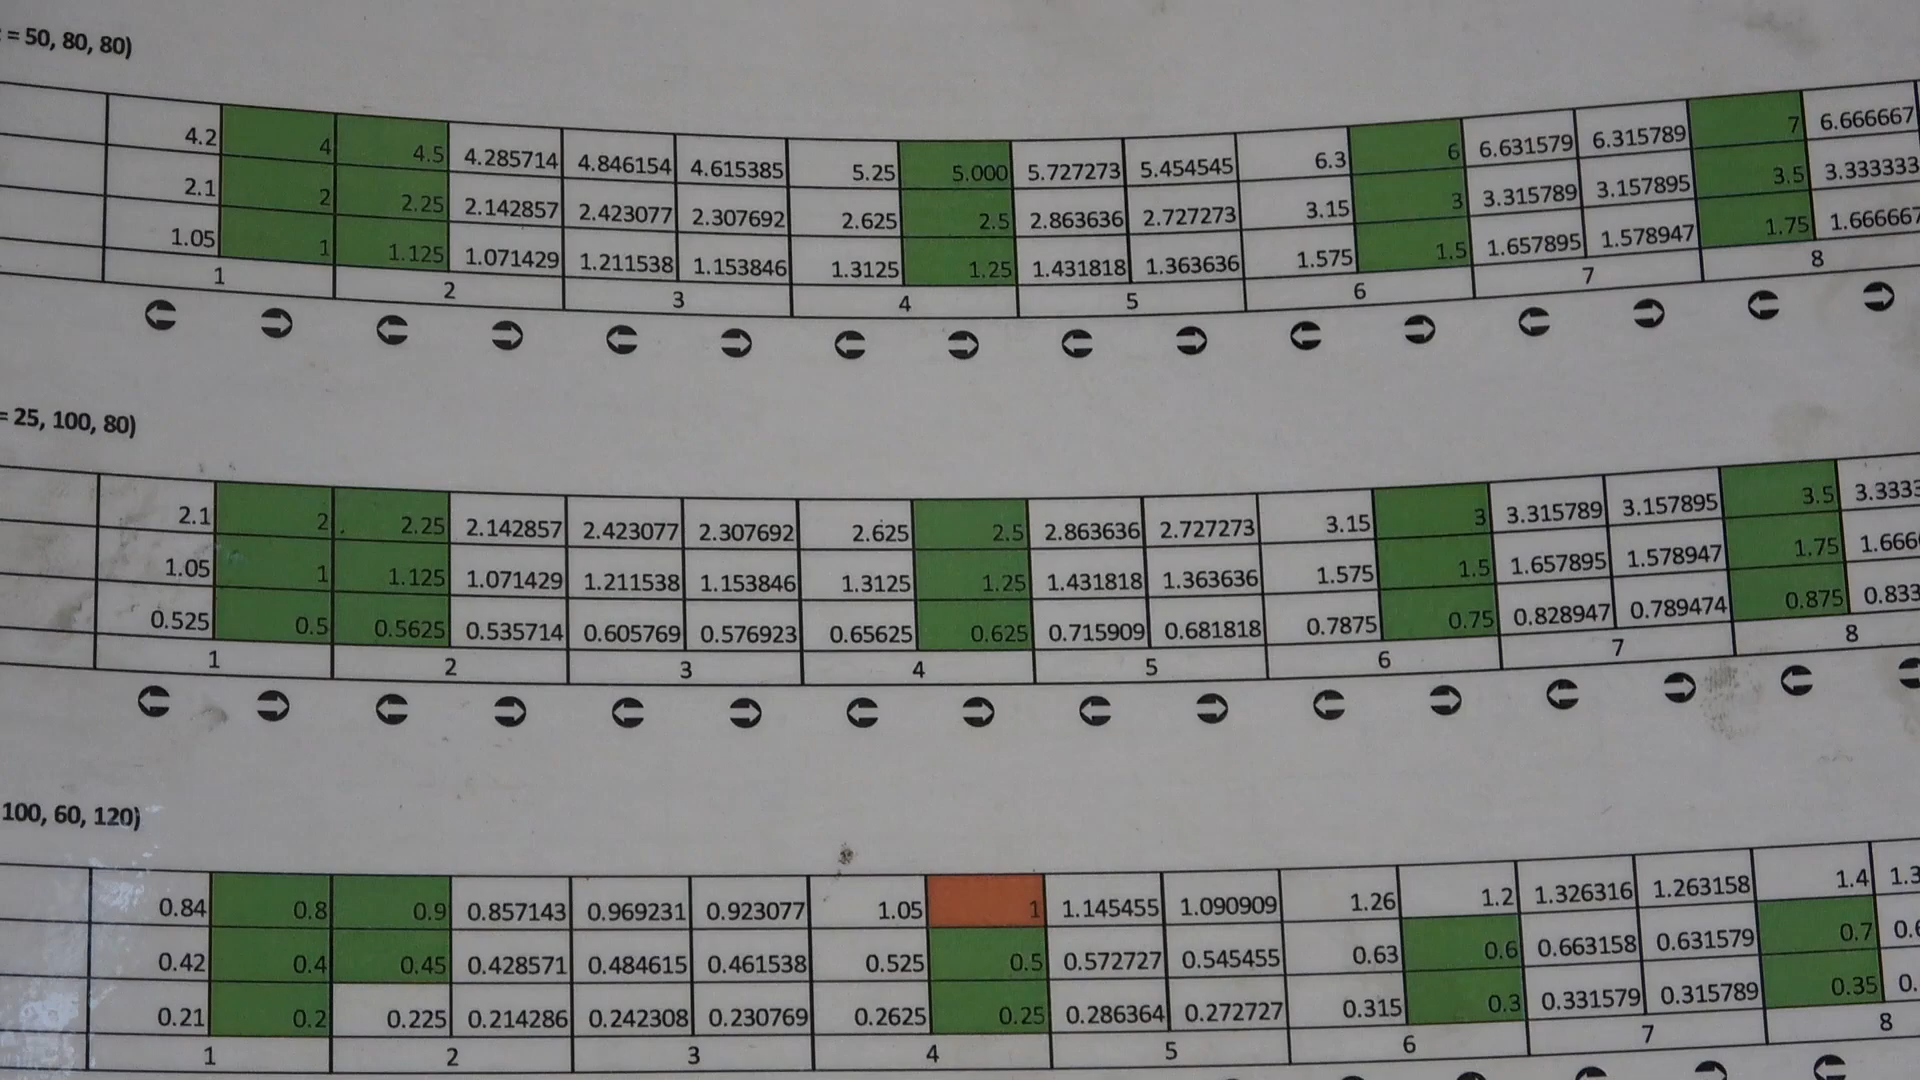 = 50, 80, 80)
4.2 4 4.5 4.285714 4.846154 4.615385 5.25 5.000 5.727273 5.454545 6.3 6 6.631579 6.315789 7 6.666667
2.1 2 2.25 2.142857 2.423077 2.307692 2.625 2.5 2.863636 2.727273 3.15 3 3.315789 3.157895 3.5 3.333333
1.05 1 1.125 1.071429 1.211538 1.153846 1.3125 1.25 1.431818 1.363636 1.575 1.5 1.657895 1.578947 1.75 1.666667
1 2 3 4 5 6 7 8
= 25, 100, 80)
2.1 2 2.25 2.142857 2.423077 2.307692 2.625 2.5 2.863636 2.727273 3.15 3 3.315789 3.157895 3.5 3.3333
1.05 1 1.125 1.071429 1.211538 1.153846 1.3125 1.25 1.431818 1.363636 1.575 1.5 1.657895 1.578947 1.75 1.666
0.525 0.5 0.5625 0.535714 0.605769 0.576923 0.65625 0.625 0.715909 0.681818 0.7875 0.75 0.828947 0.789474 0.875 0.833
1 2 3 4 5 6 7 8
100, 60, 120)
0.84 0.8 0.9 0.857143 0.969231 0.923077 1.05 1 1.145455 1.090909 1.26 1.2 1.326316 1.263158 1.4 1.3
0.42 0.4 0.45 0.428571 0.484615 0.461538 0.525 0.5 0.572727 0.545455 0.63 0.6 0.663158 0.631579 0.7 0.6
0.21 0.2 0.225 0.214286 0.242308 0.230769 0.2625 0.25 0.286364 0.272727 0.315 0.3 0.331579 0.315789 0.35 0.
1 2 3 4 5 6 7 8